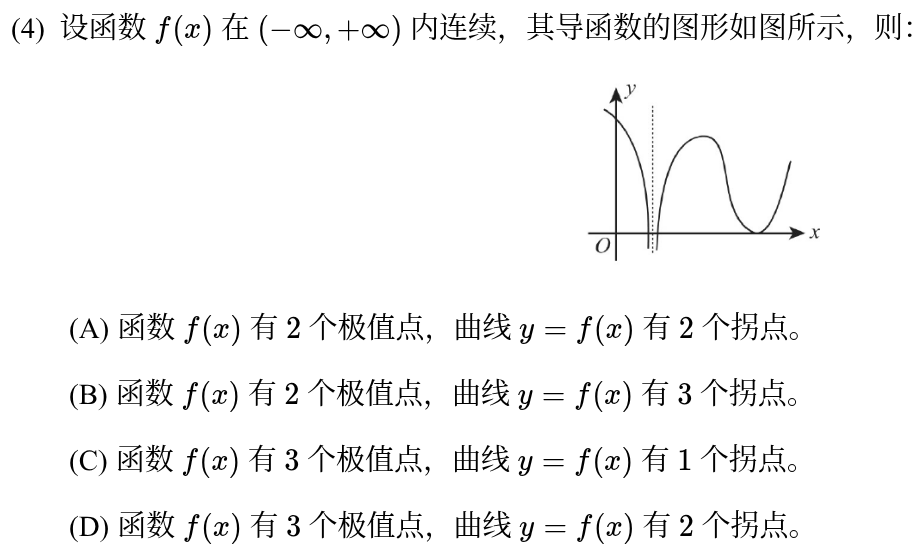 (4) 设函数 f(x) 在 (−∞, +∞) 内连续，其导函数的图形如图所示，则：
y
O
x
(A) 函数 f(x) 有 2 个极值点，曲线 y = f(x) 有 2 个拐点。
(B) 函数 f(x) 有 2 个极值点，曲线 y = f(x) 有 3 个拐点。
(C) 函数 f(x) 有 3 个极值点，曲线 y = f(x) 有 1 个拐点。
(D) 函数 f(x) 有 3 个极值点，曲线 y = f(x) 有 2 个拐点。